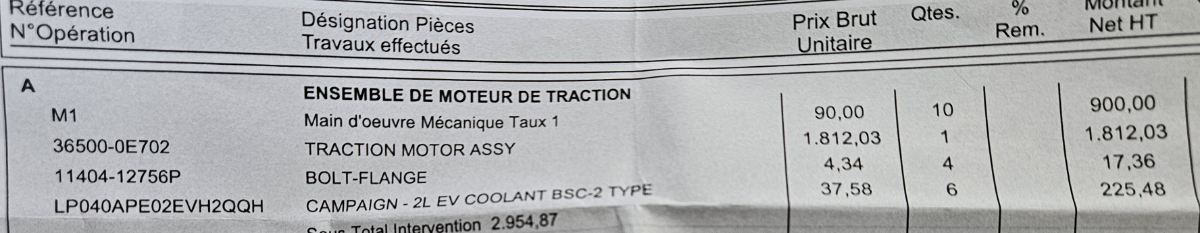 Référence Désignation Pièces Prix Brut Qtes. % Montant
N°Opération Travaux effectués Unitaire Rem. Net HT
A ENSEMBLE DE MOTEUR DE TRACTION
M1 Main d'oeuvre Mécanique Taux 1 90,00 10 900,00
36500-0E702 TRACTION MOTOR ASSY 1.812,03 1 1.812,03
11404-12756P BOLT-FLANGE 4,34 4 17,36
LP040APE02EVH2QQH CAMPAIGN - 2L EV COOLANT BSC-2 TYPE 37,58 6 225,48
Sous Total Intervention 2.954,87